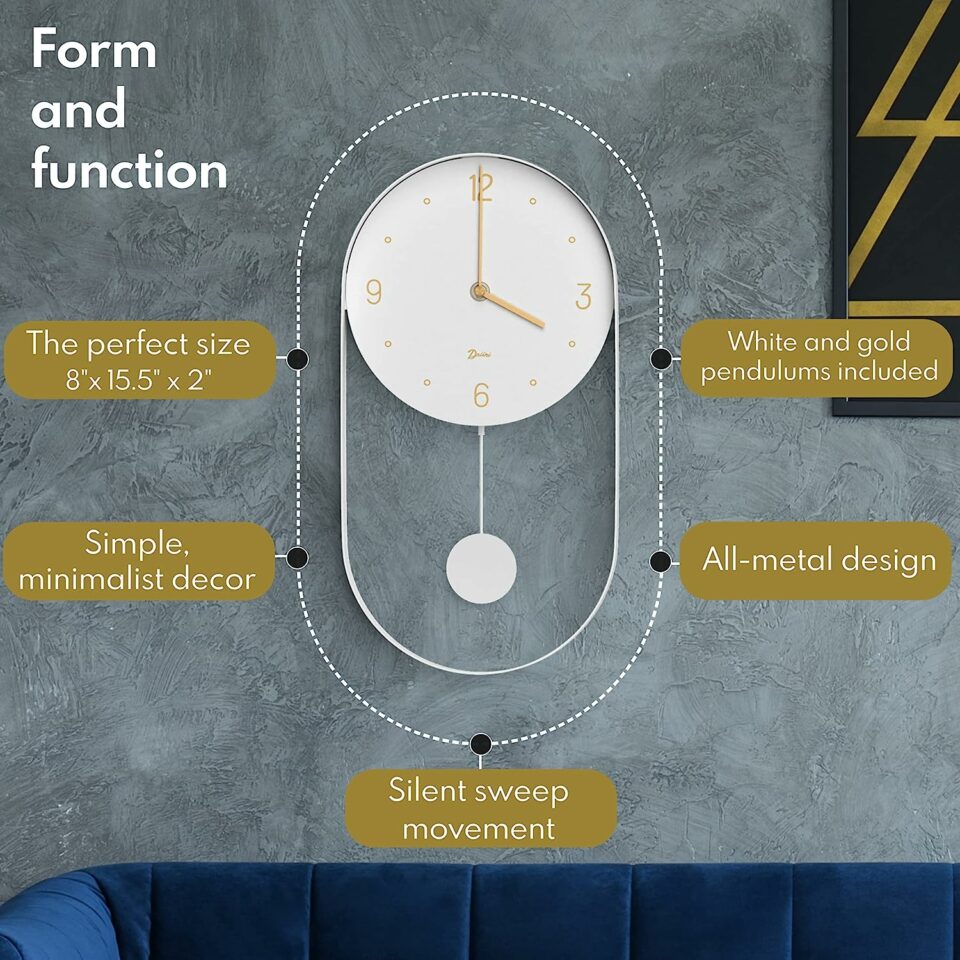 Form
and
function
12
9
3
Driini
6
The perfect size
8"x 15.5" x 2"
White and gold
pendulums included
Simple,
minimalist decor
All-metal design
Silent sweep
movement